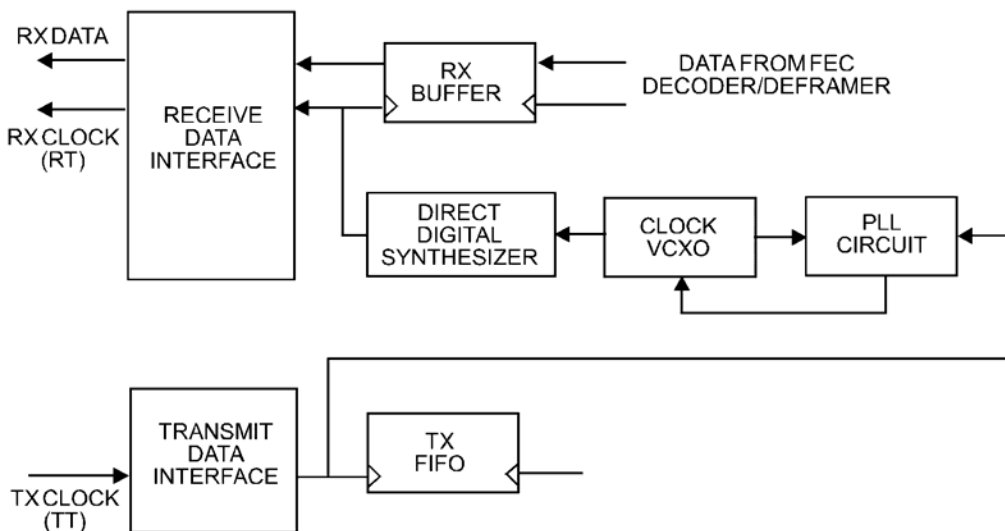 RX DATA
RX CLOCK
(RT)
RECEIVE
DATA
INTERFACE
RX
BUFFER
DATA FROM FEC
DECODER/DEFRAMER
DIRECT
DIGITAL
SYNTHESIZER
CLOCK
VCXO
PLL
CIRCUIT
TX CLOCK
(TT)
TRANSMIT
DATA
INTERFACE
TX
FIFO